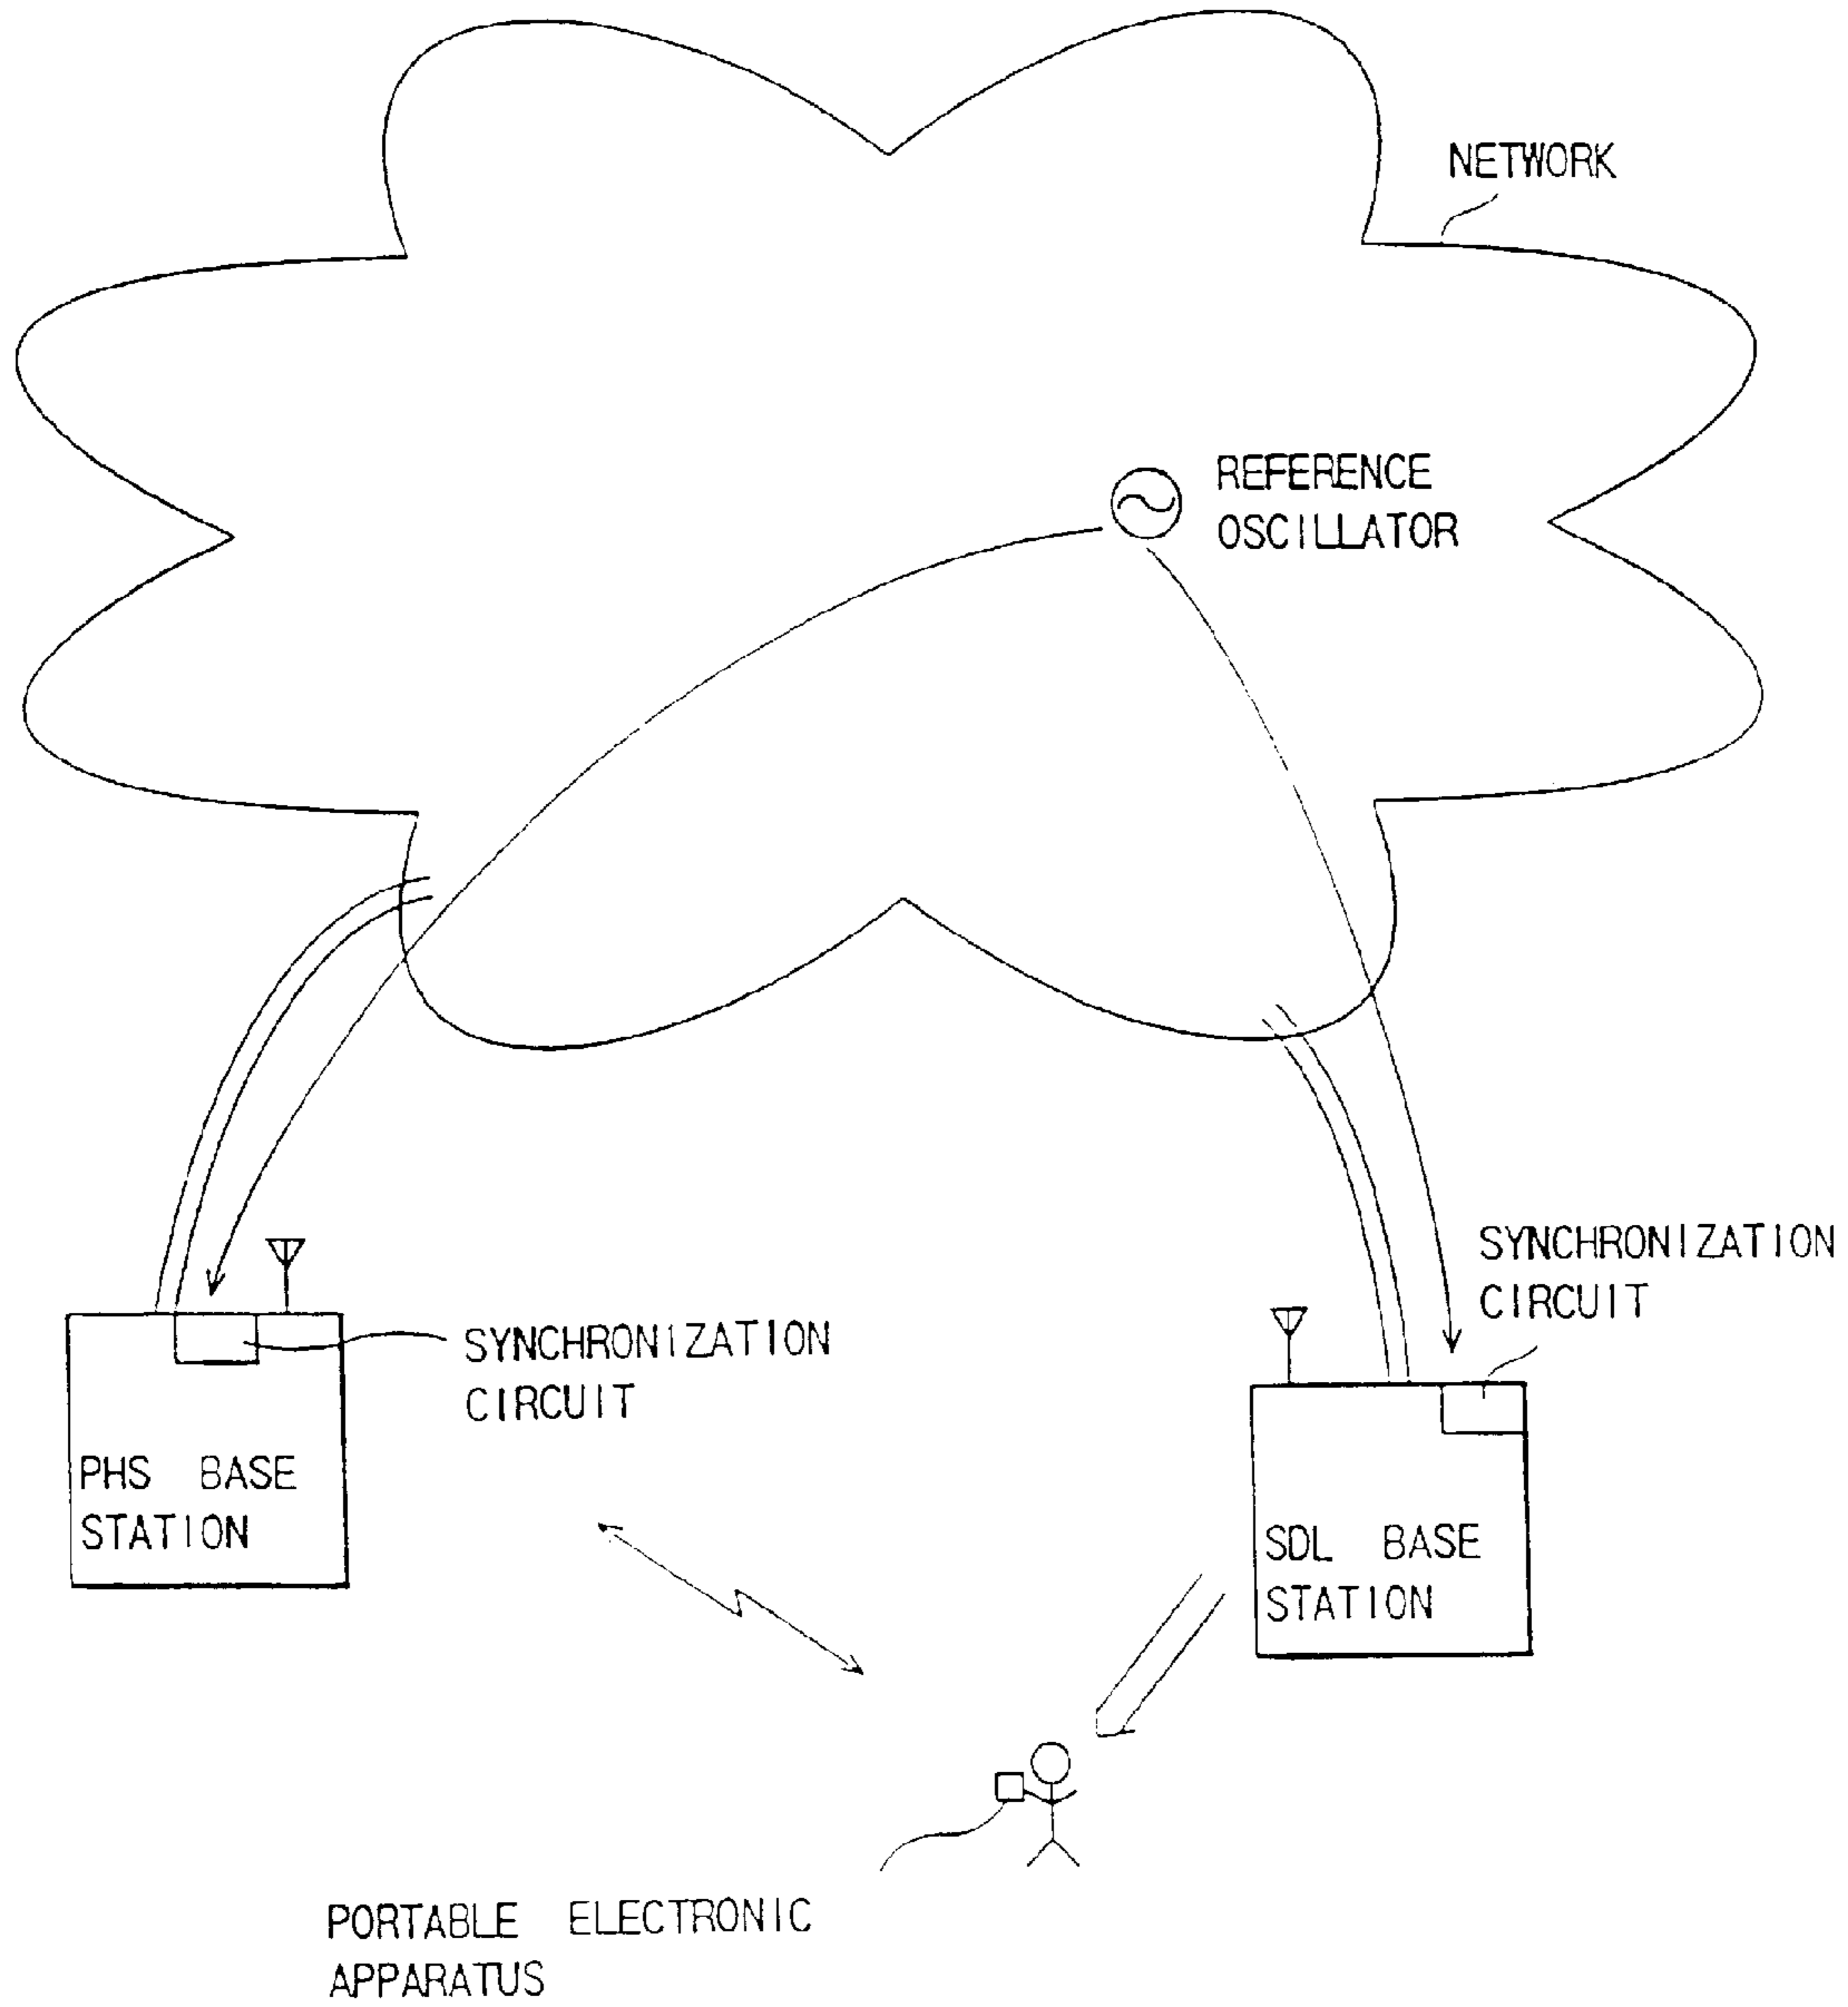 NETWORK
REFERENCE
OSCILLATOR
SYNCHRONIZATION
CIRCUIT
SYNCHRONIZATION
CIRCUIT
PHS BASE
STATION
SDL BASE
STATION
PORTABLE ELECTRONIC
APPARATUS